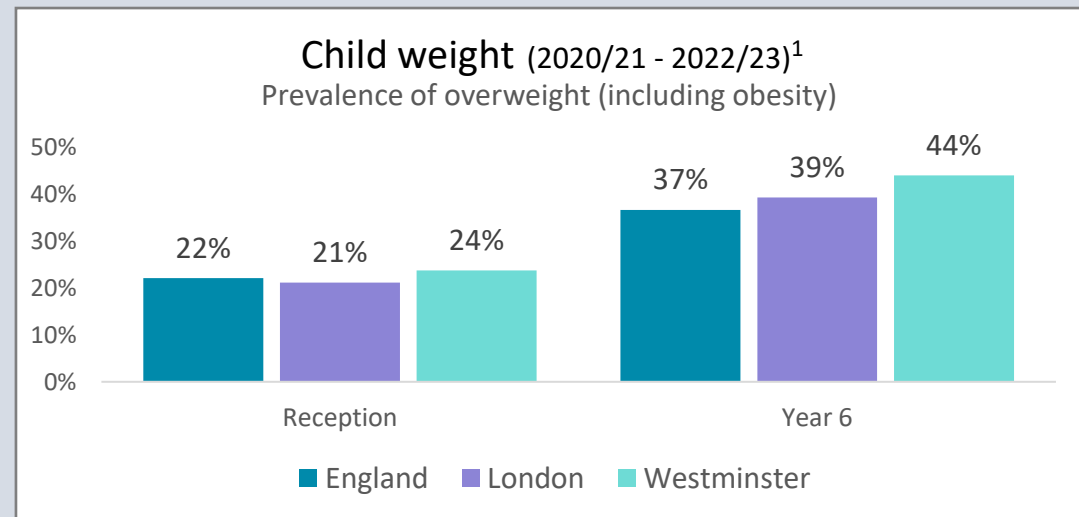 Child weight (2020/21 - 2022/23)¹
Prevalence of overweight (including obesity)
50%
40%
30%
20%
10%
0%
22%
21%
24%
37%
39%
44%
Reception
Year 6
England London Westminster